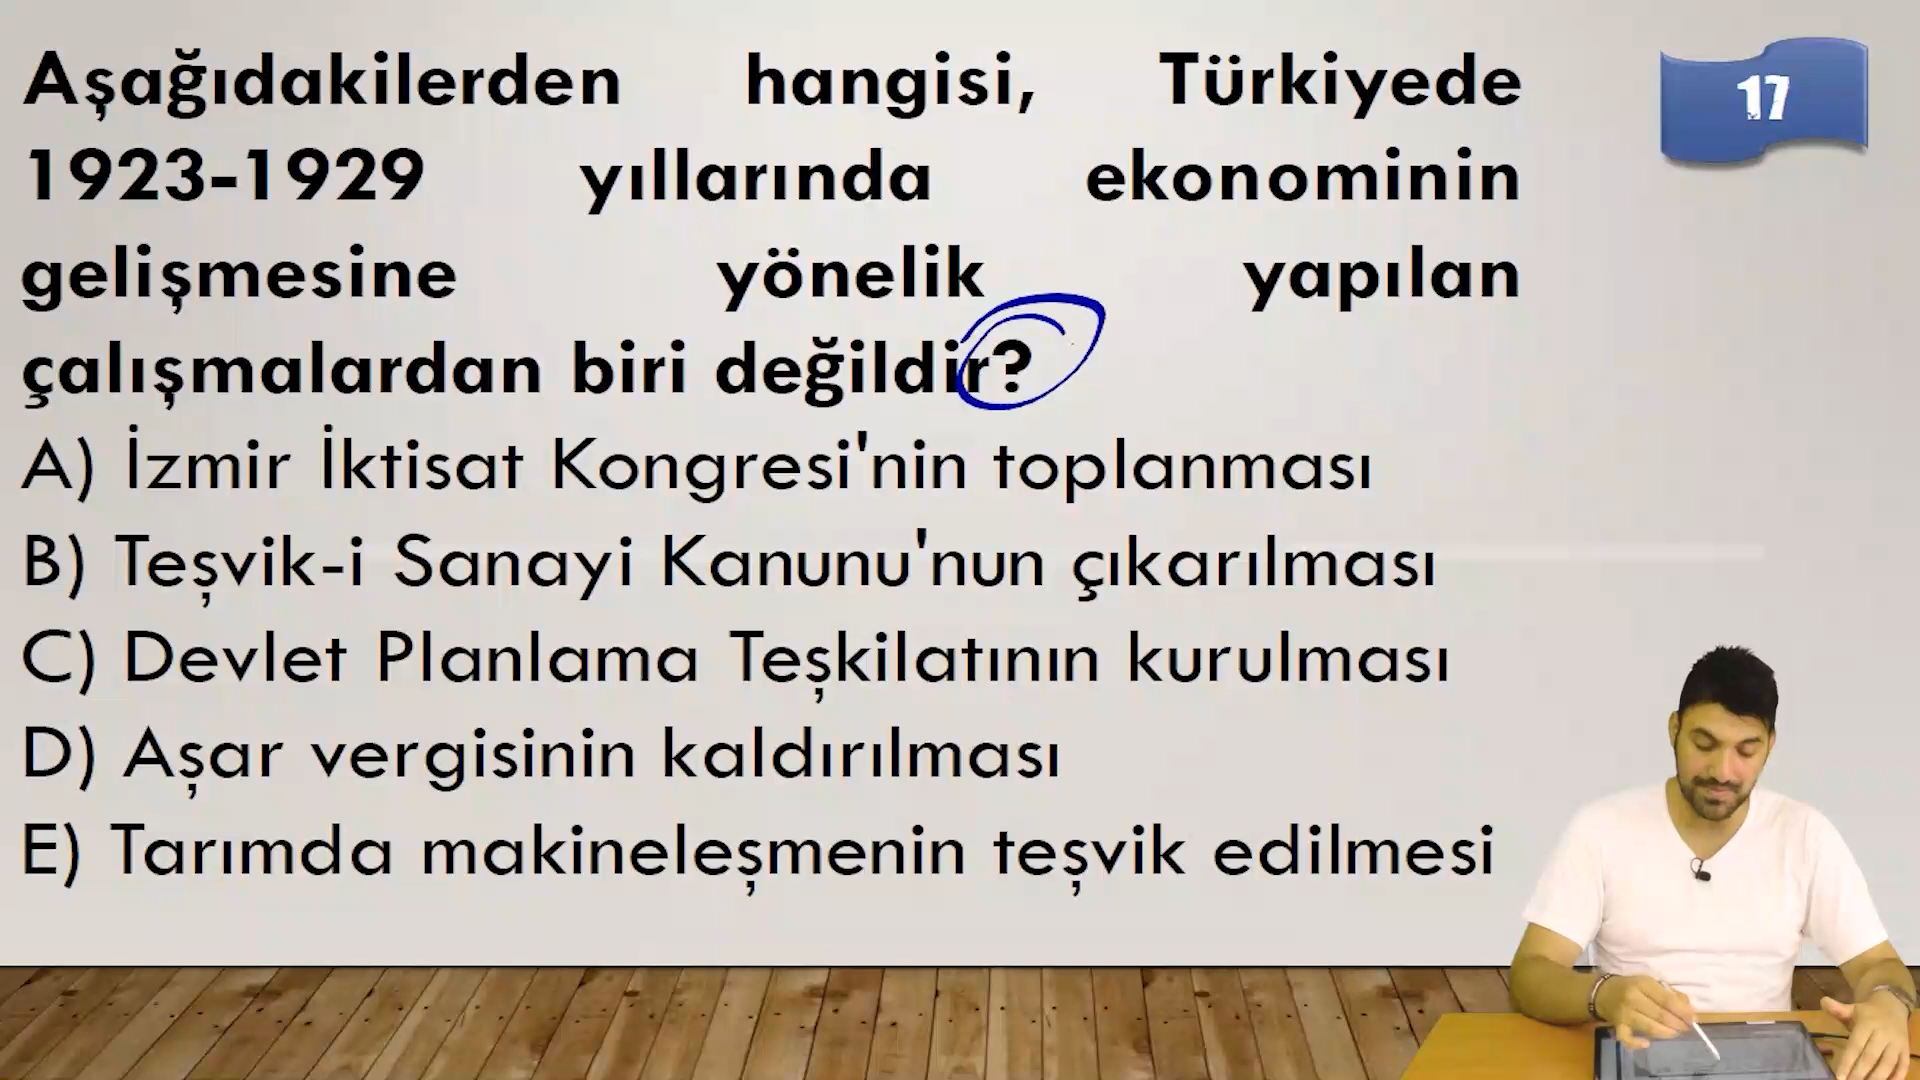 Aşağıdakilerden hangisi, Türkiyede
1923-1929 yıllarında ekonominin
gelişmesine yönelik yapılan
çalışmalardan biri değildir?
A) İzmir İktisat Kongresi'nin toplanması
B) Teşvik-i Sanayi Kanunu'nun çıkarılması
C) Devlet Planlama Teşkilatının kurulması
D) Aşar vergisinin kaldırılması
E) Tarımda makineleşmenin teşvik edilmesi
17